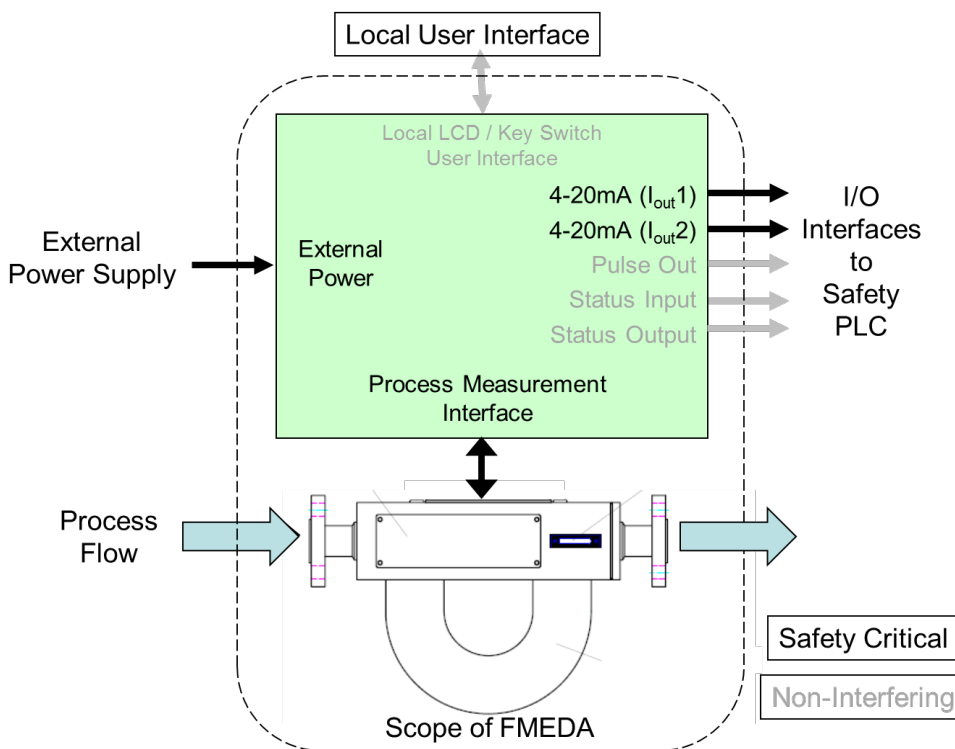 Local User Interface
Local LCD / Key Switch
User Interface
4-20mA (Iout1)
4-20mA (Iout2)
Pulse Out
Status Input
Status Output
External
Power Supply
External
Power
I/O
Interfaces
to
Safety
PLC
Process Measurement
Interface
Process
Flow
Safety Critical
Non-Interfering
Scope of FMEDA